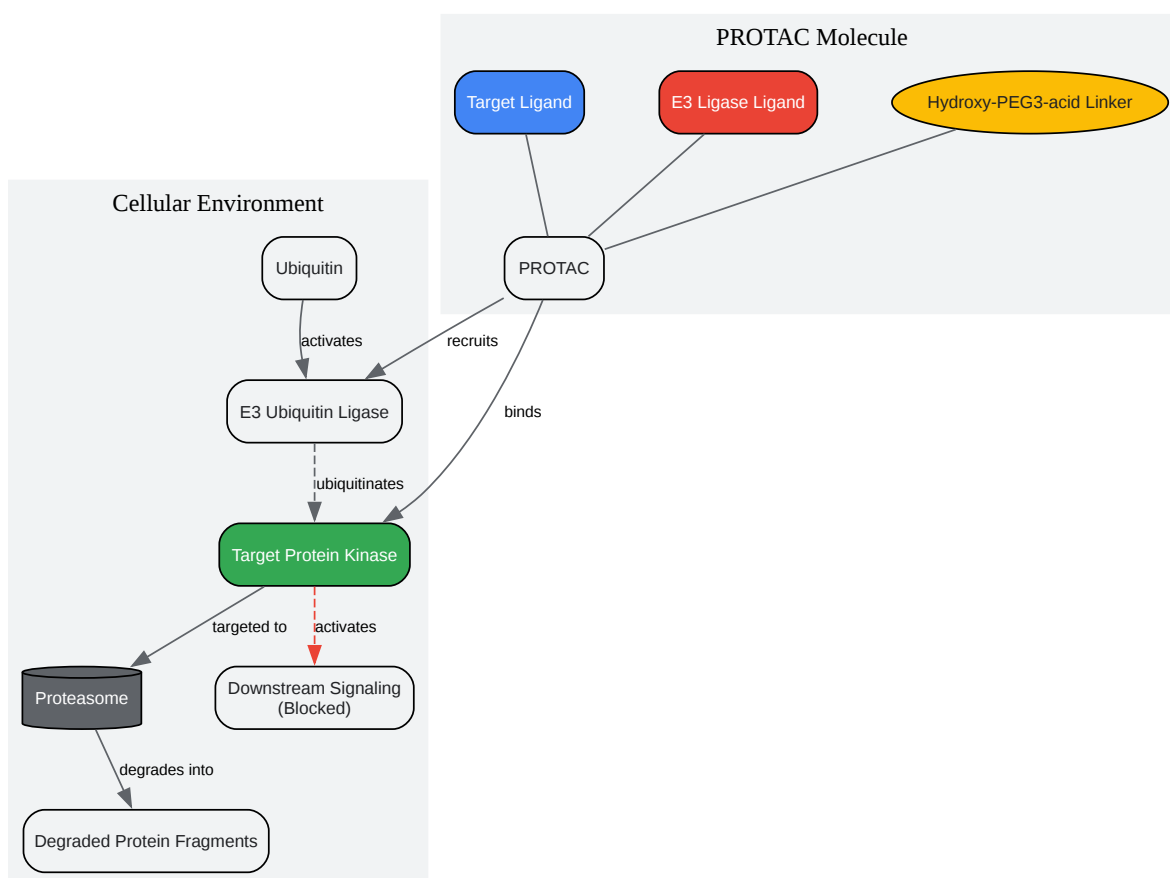 PROTAC Molecule
Target Ligand
E3 Ligase Ligand
Hydroxy-PEG3-acid Linker
Cellular Environment
Ubiquitin
PROTAC
activates
recruits
E3 Ubiquitin Ligase
binds
ubiquitinates
Target Protein Kinase
targeted to
activates
Proteasome
Downstream Signaling
(Blocked)
degrades into
Degraded Protein Fragments